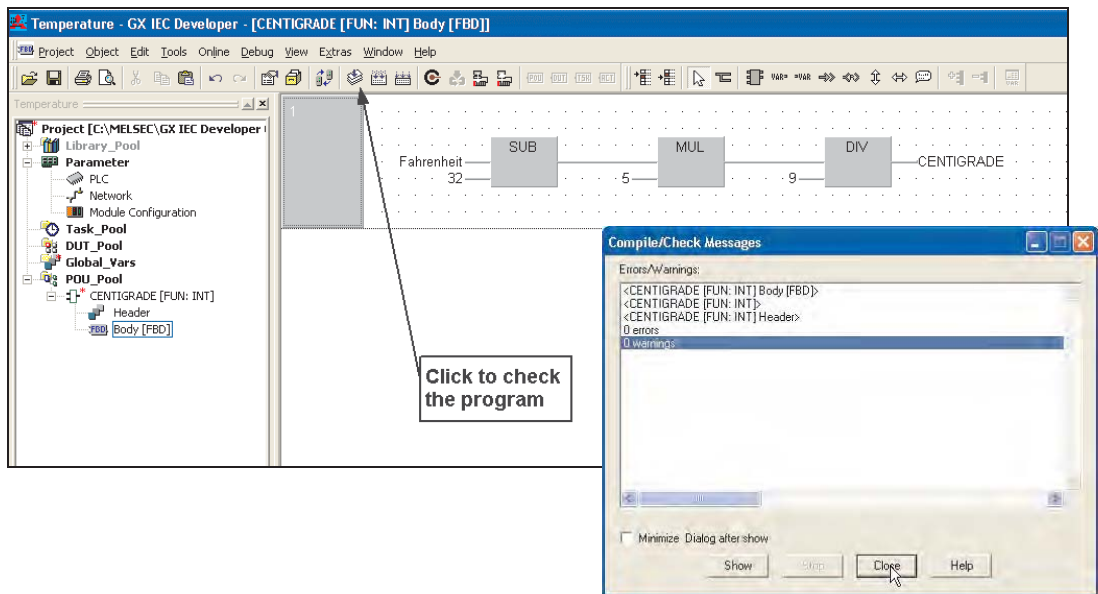 Temperature - GX IEC Developer - [CENTIGRADE [FUN: INT] Body [FBD]]
Project Object Edit Tools Online Debug View Extras Window Help
Temperature
Project [C:\MELSEC\GX IEC Developer
Library_Pool
Parameter
PLC
Network
Module Configuration
Task_Pool
DUT_Pool
Global_Vars
POU_Pool
CENTIGRADE [FUN: INT]
Header
FBD Body [FBD]
1
SUB MUL DIV
Fahrenheit CENTIGRADE
32 5 9
Click to check
the program
Compile/Check Messages
Errors/Warnings:
<CENTIGRADE [FUN: INT] Body [FBD]>
<CENTIGRADE [FUN: INT]>
<CENTIGRADE [FUN: INT] Header>
0 errors
0 warnings
Minimize Dialog after show
Show Stop Close Help